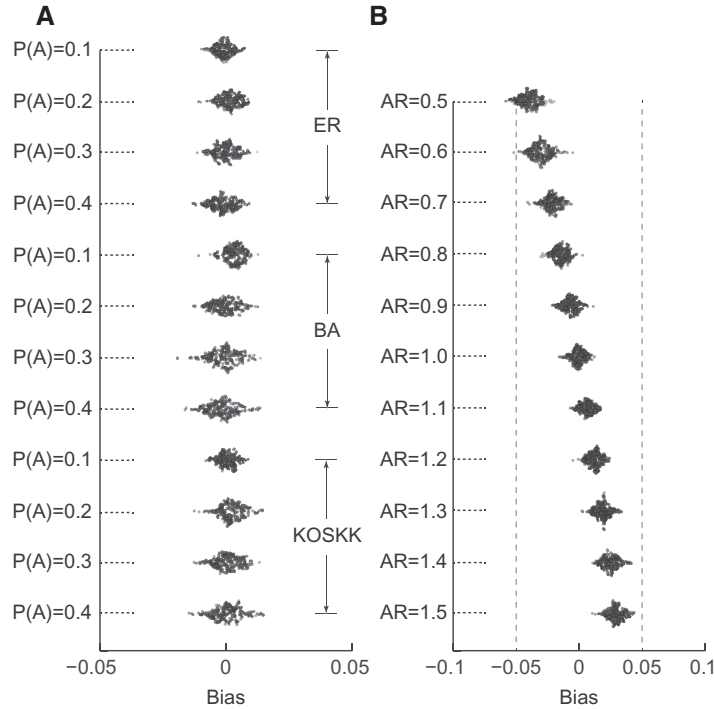 A
P(A)=0.1
P(A)=0.2
P(A)=0.3
P(A)=0.4
P(A)=0.1
P(A)=0.2
P(A)=0.3
P(A)=0.4
P(A)=0.1
P(A)=0.2
P(A)=0.3
P(A)=0.4
ER
BA
KOSKK
−0.05 0 0.05
Bias
B
AR=0.5
AR=0.6
AR=0.7
AR=0.8
AR=0.9
AR=1.0
AR=1.1
AR=1.2
AR=1.3
AR=1.4
AR=1.5
−0.1 −0.05 0 0.05 0.1
Bias